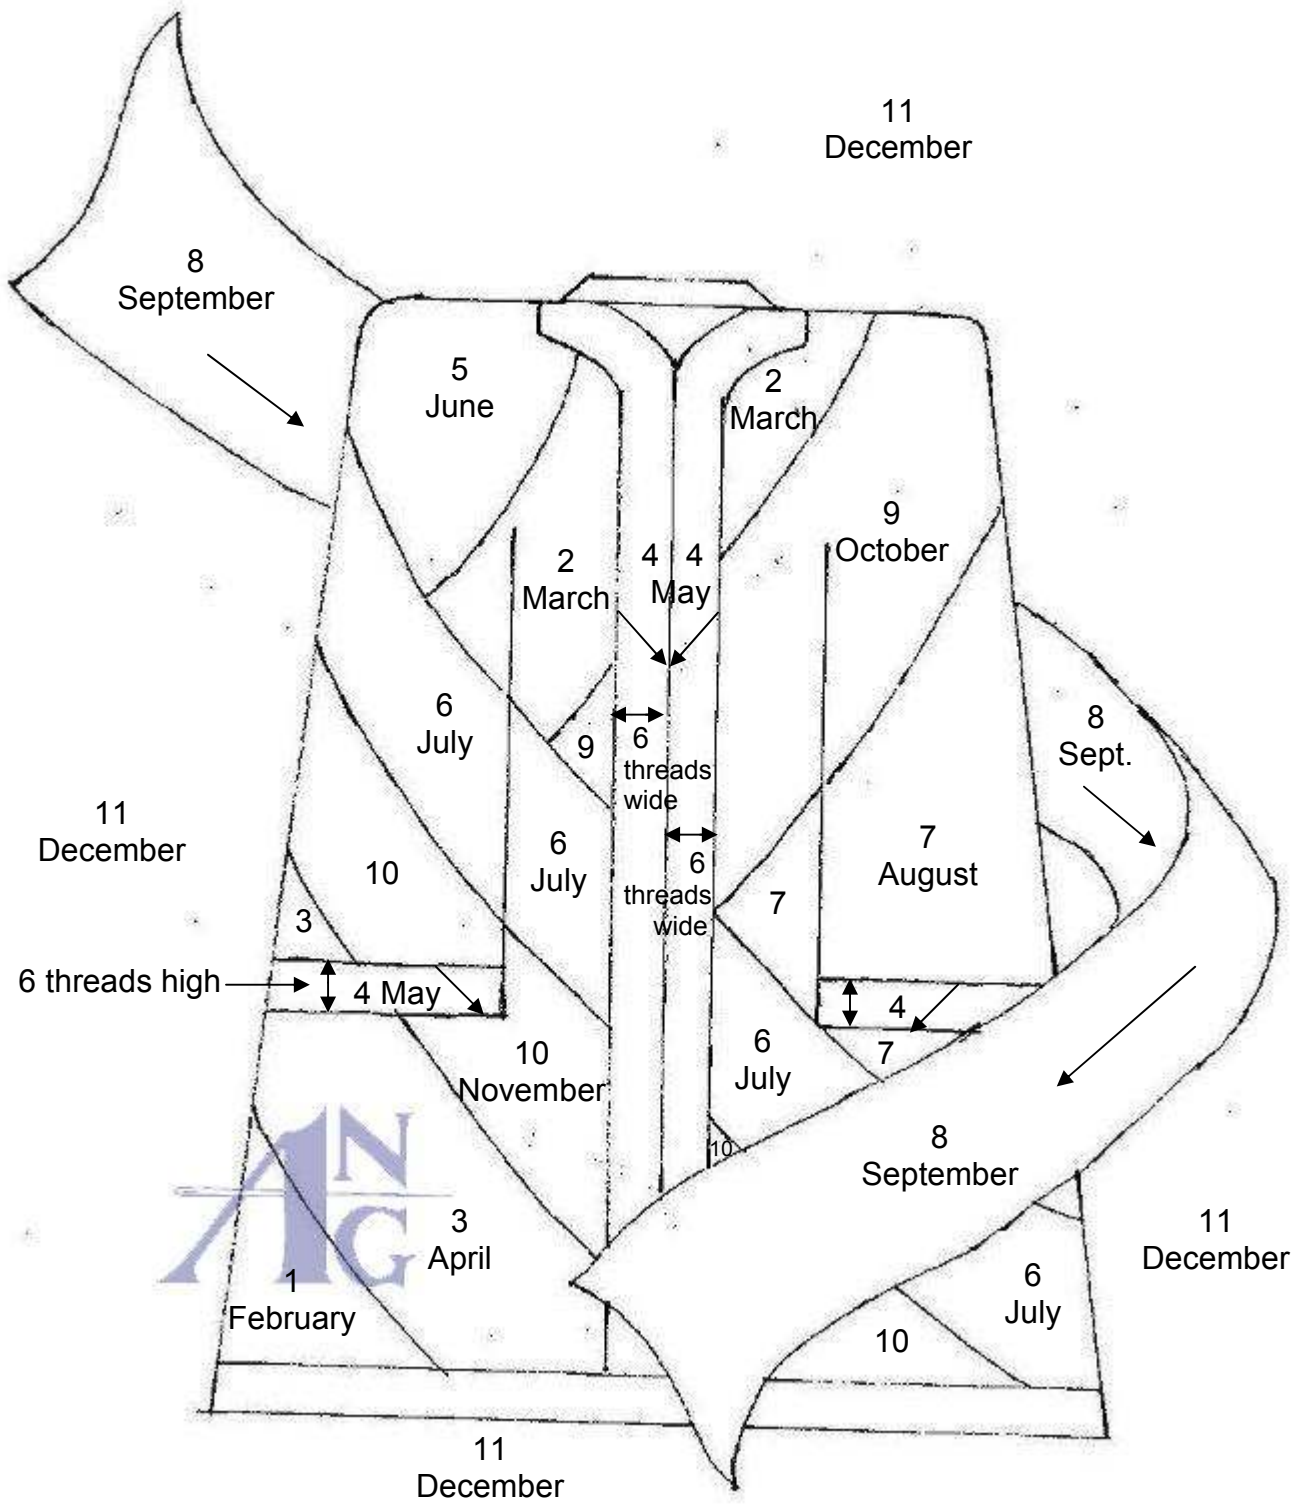 11
December
8
September
5
June
2
March
9
October
2
March
4 4
May
8
Sept.
6
July
9
6
threads
wide
11
December
10
6
July
7
August
6
threads
wide
7
3
6 threads high
4 May
4
10
November
6
July
7
10
8
September
ANG
3
April
11
December
1
February
6
July
10
11
December